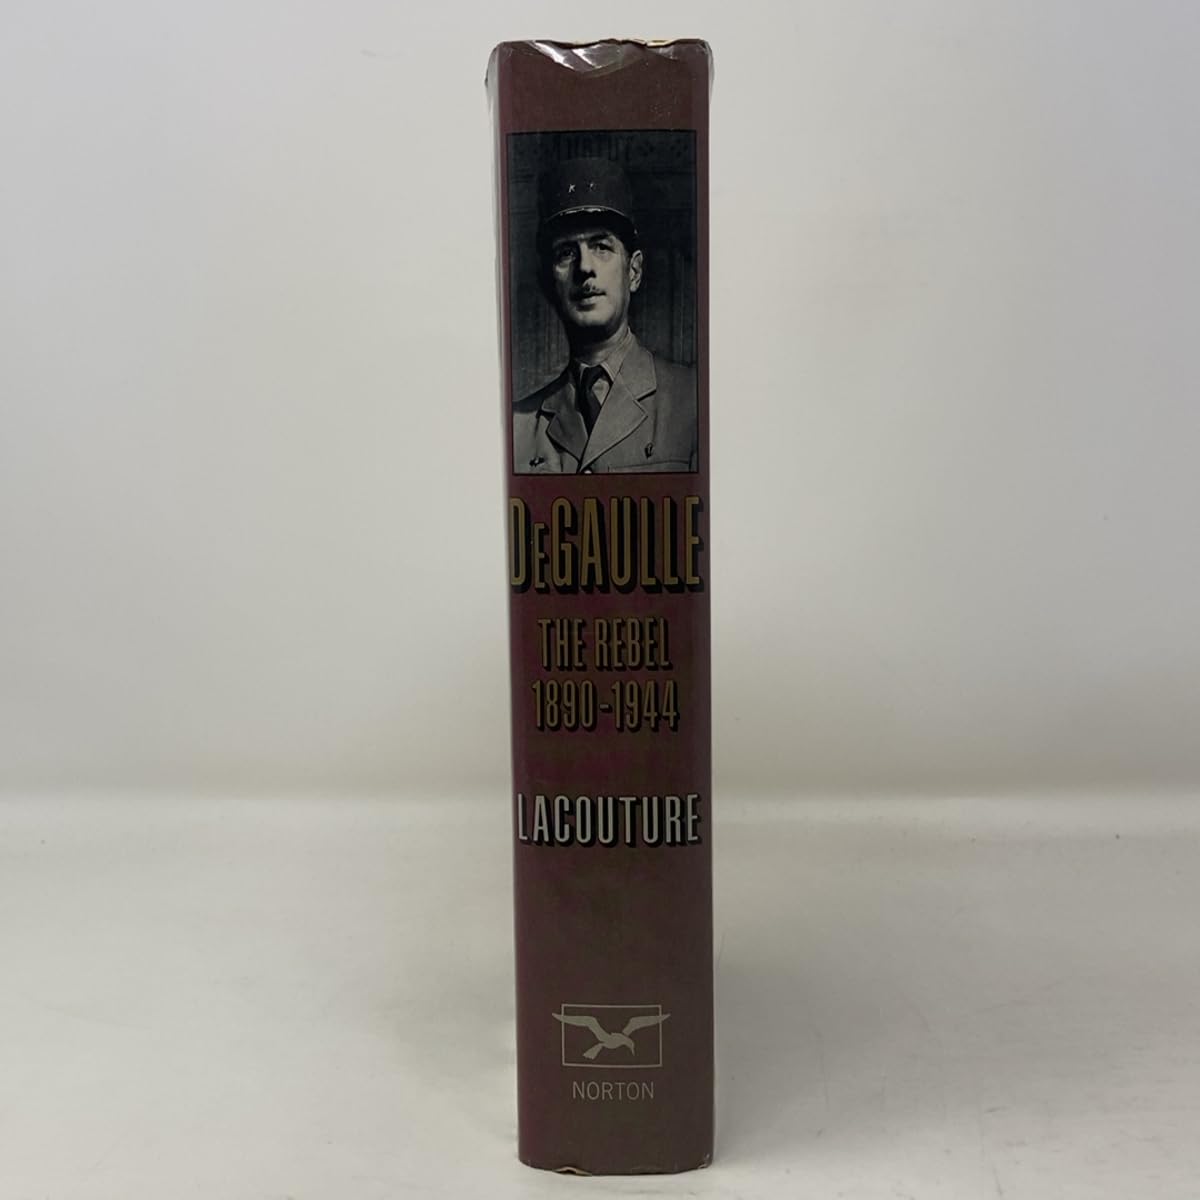 DEGAULLE
THE REBEL
1890-1944
LACOUTURE
NORTON